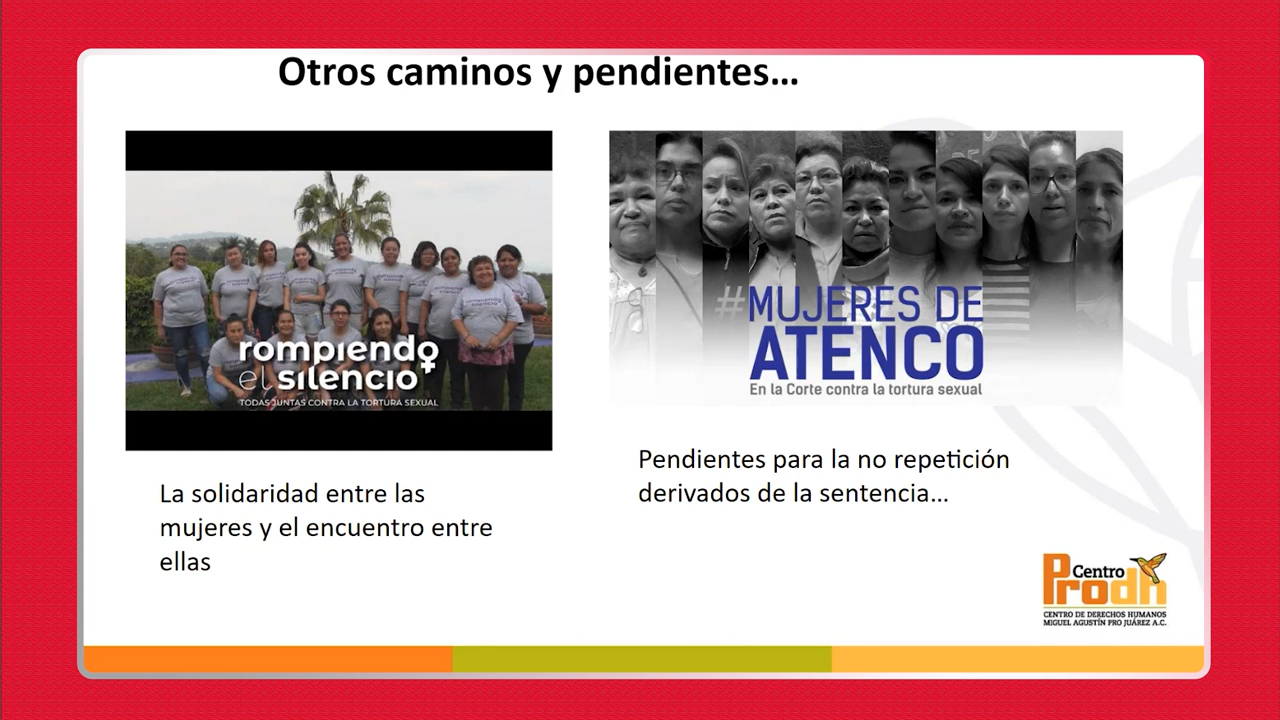 Otros caminos y pendientes...
rompiendo
el silencio
TODAS JUNTAS CONTRA LA TORTURA SEXUAL
La solidaridad entre las
mujeres y el encuentro entre
ellas
#MUJERES DE
ATENCO
En la Corte contra la tortura sexual
Pendientes para la no repetición
derivados de la sentencia...
Centro
Prodh
CENTRO DE DERECHOS HUMANOS
MIGUEL AGUSTÍN PRO JUÁREZ A.C.